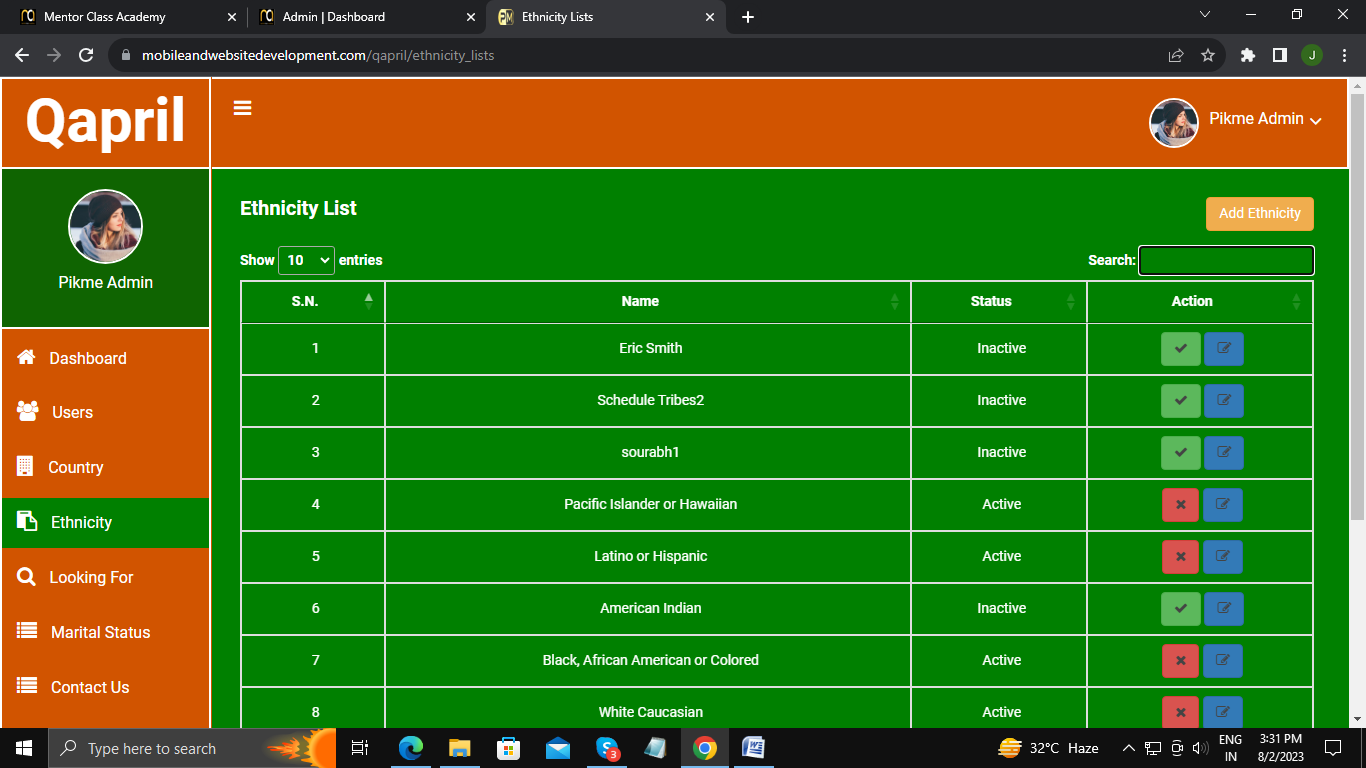 Mentor Class Academy
Admin | Dashboard
Ethnicity Lists
mobileandwebsitedevelopment.com/qapril/ethnicity_lists
J
Qapril
Pikme Admin
Pikme Admin
Dashboard
Users
Country
Ethnicity
Looking For
Marital Status
Contact Us
Ethnicity List
Add Ethnicity
Show 10 entries
Search:
S.N. Name Status Action
1 Eric Smith Inactive
2 Schedule Tribes2 Inactive
3 sourabh1 Inactive
4 Pacific Islander or Hawaiian Active
5 Latino or Hispanic Active
6 American Indian Inactive
7 Black, African American or Colored Active
8 White Caucasian Active
Type here to search
3
32°C Haze
ENG
IN
3:31 PM
8/2/2023